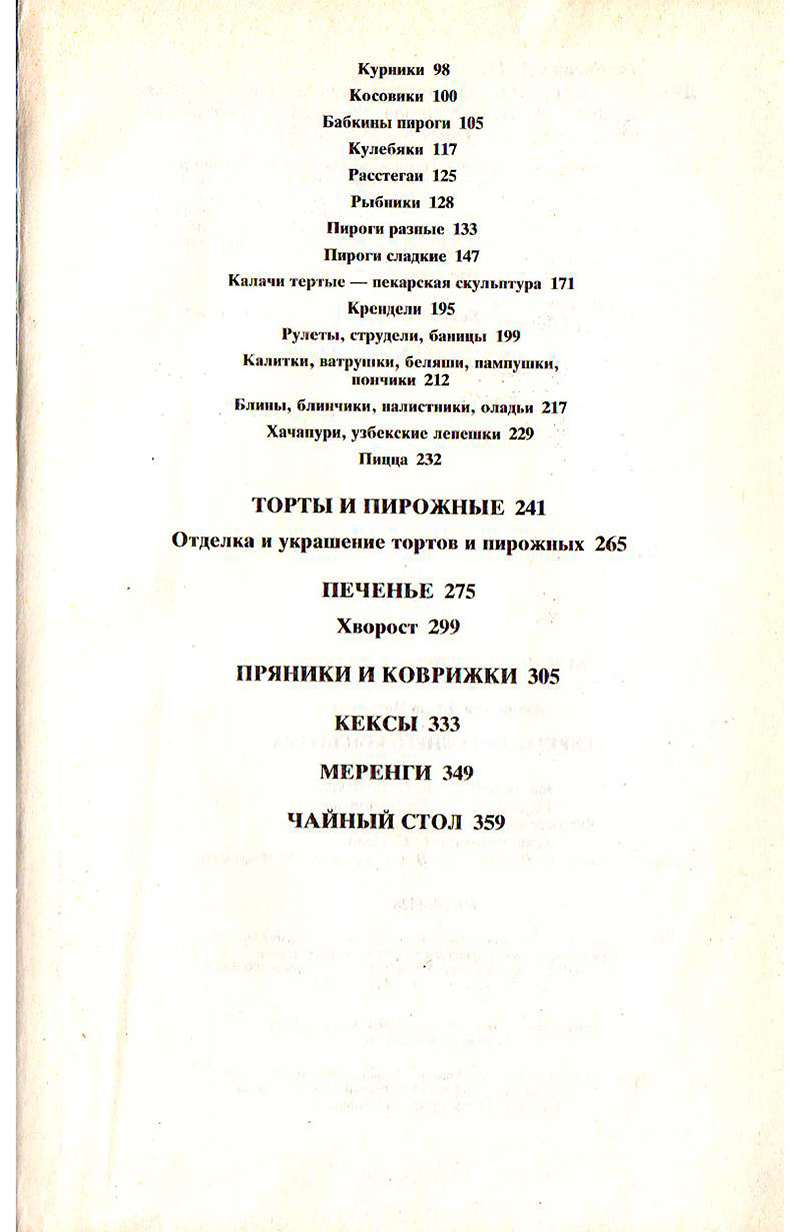 Курники 98
Косовики 100
Бабкины пироги 105
Кулебяки 117
Расстегаи 125
Рыбники 128
Пироги разные 133
Пироги сладкие 147
Калачи тертые — пекарская скульптура 171
Крендели 195
Рулеты, струдели, баницы 199
Калитки, ватрушки, беляши, пампушки,
пончики 212
Блины, блинчики, налистники, оладьи 217
Хачапури, узбекские лепешки 229
Пицца 232
ТОРТЫ И ПИРОЖНЫЕ 241
Отделка и украшение тортов и пирожных 265
ПЕЧЕНЬЕ 275
Хворост 299
ПРЯНИКИ И КОВРИЖКИ 305
КЕКСЫ 333
МЕРЕНГИ 349
ЧАЙНЫЙ СТОЛ 359